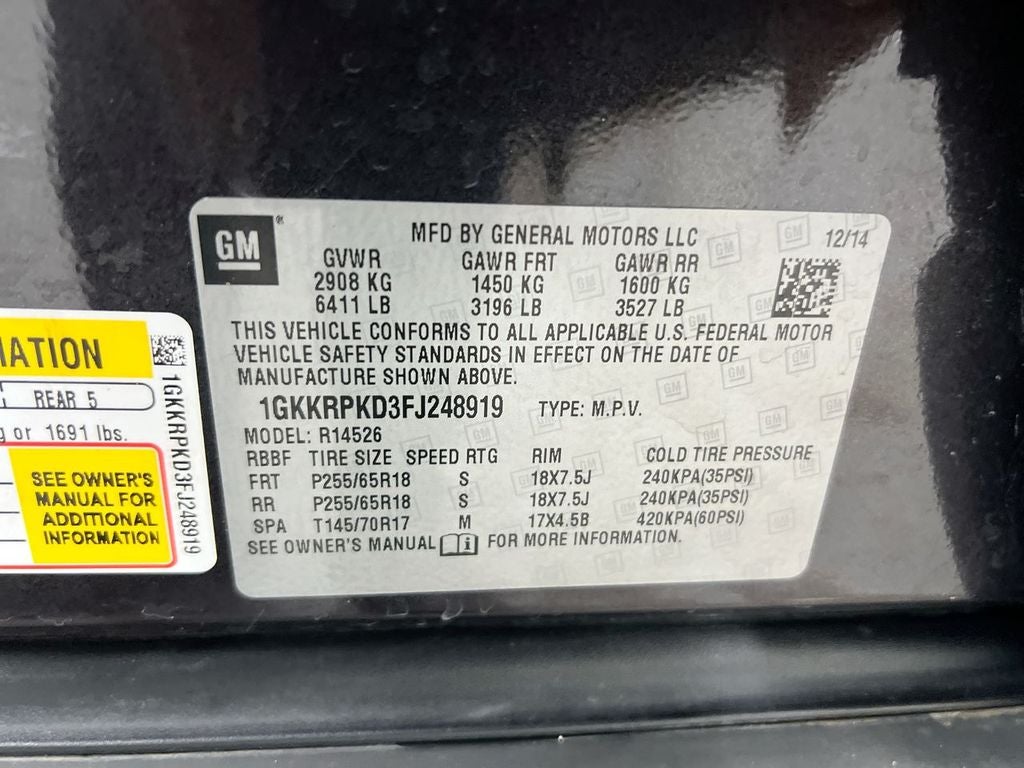 GM
®
MFD BY GENERAL MOTORS LLC 12/14
GVWR GAWR FRT GAWR RR
2908 KG 1450 KG 1600 KG
6411 LB 3196 LB 3527 LB
THIS VEHICLE CONFORMS TO ALL APPLICABLE U.S. FEDERAL MOTOR
VEHICLE SAFETY STANDARDS IN EFFECT ON THE DATE OF
MANUFACTURE SHOWN ABOVE.
1GKKRPKD3FJ248919 TYPE: M.P.V.
MODEL: R14526
RBBF TIRE SIZE SPEED RTG RIM COLD TIRE PRESSURE
FRT P255/65R18 S 18X7.5J 240KPA(35PSI)
RR P255/65R18 S 18X7.5J 240KPA(35PSI)
SPA T145/70R17 M 17X4.5B 420KPA(60PSI)
SEE OWNER'S MANUAL i FOR MORE INFORMATION.
REAR 5
or 1691 lbs.
SEE OWNER'S
MANUAL FOR
ADDITIONAL
INFORMATION
1GKKRPKD3FJ248919